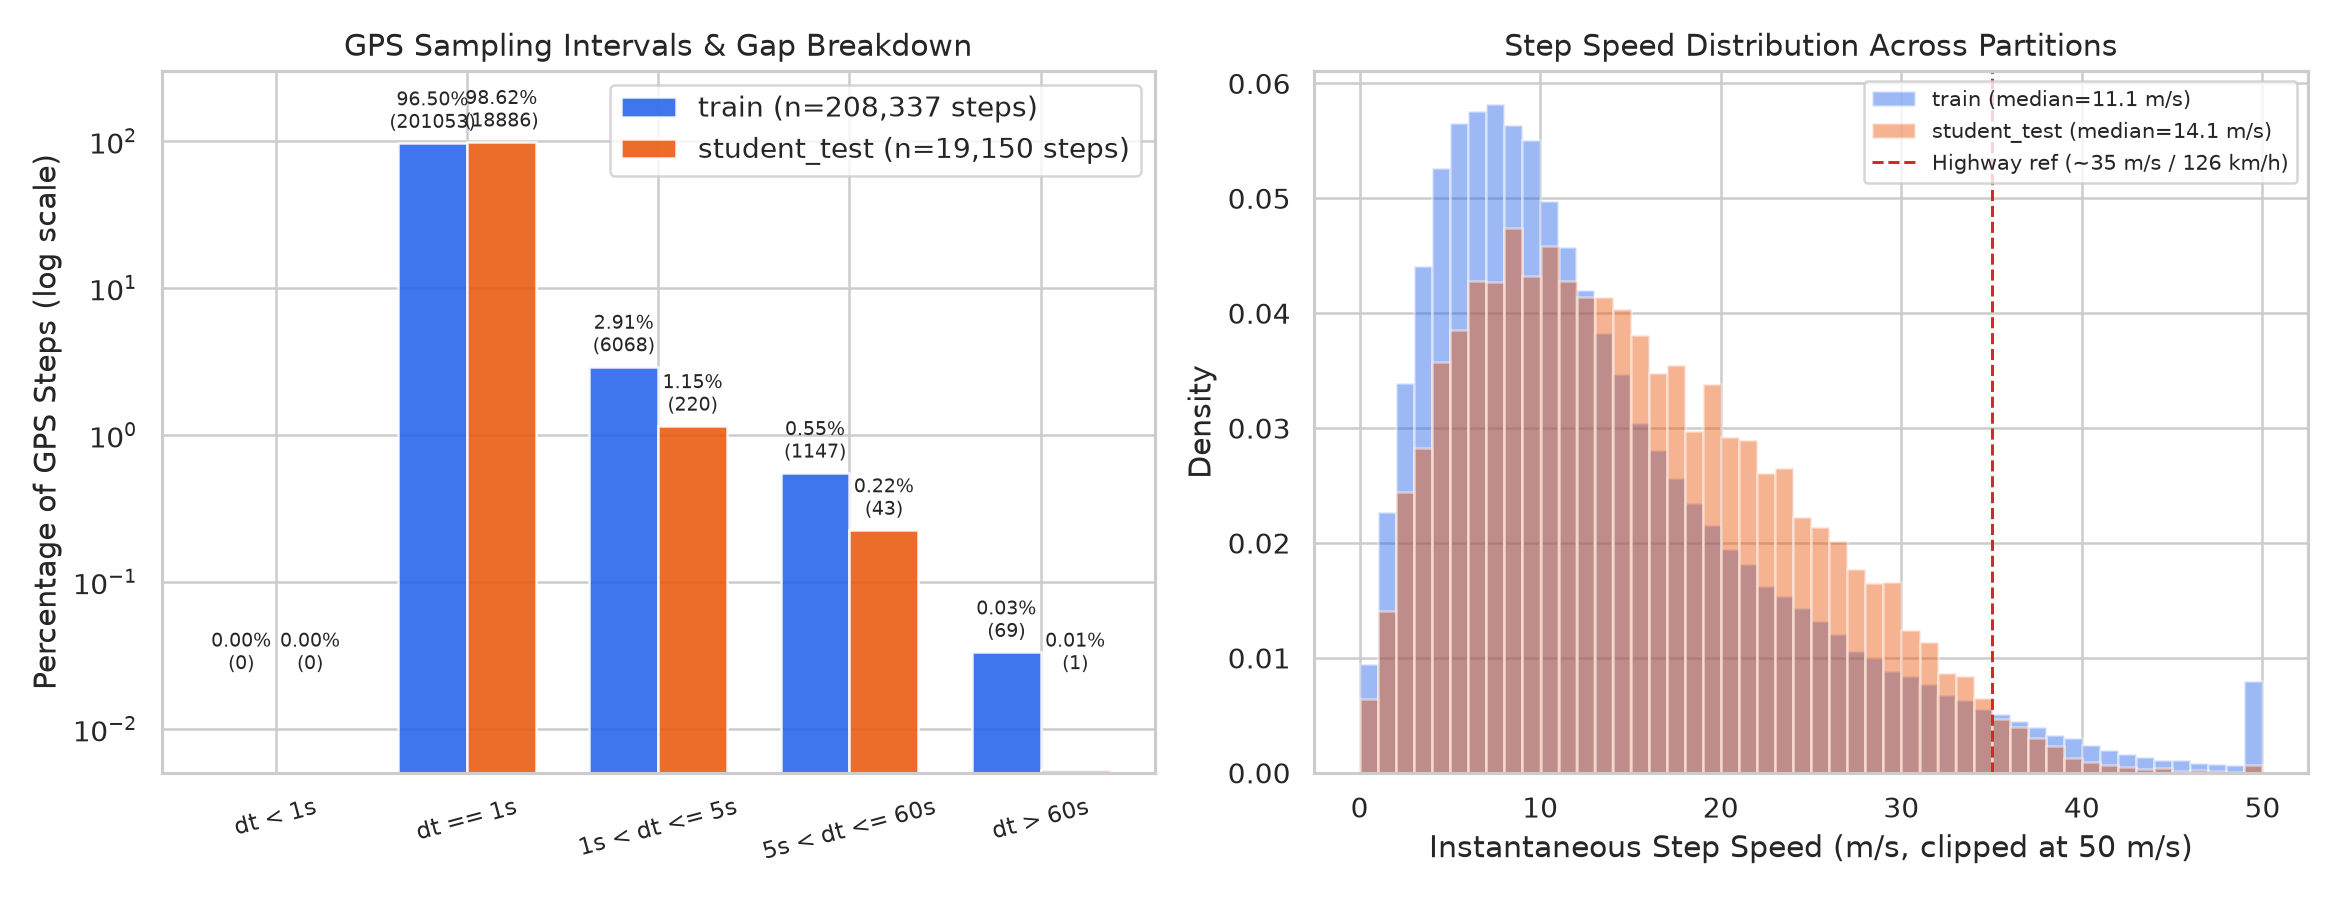 GPS Sampling Intervals & Gap Breakdown
Percentage of GPS Steps (log scale)
10²
10¹
10⁰
10⁻¹
10⁻²
train (n=208,337 steps)
student_test (n=19,150 steps)
0.00%
(0)
0.00%
(0)
96.50%
(201053)
98.62%
(18886)
2.91%
(6068)
1.15%
(220)
0.55%
(1147)
0.22%
(43)
0.03%
(69)
0.01%
(1)
dt < 1s
dt == 1s
1s < dt <= 5s
5s < dt <= 60s
dt > 60s
Step Speed Distribution Across Partitions
Density
0.06
0.05
0.04
0.03
0.02
0.01
0.00
train (median=11.1 m/s)
student_test (median=14.1 m/s)
Highway ref (~35 m/s / 126 km/h)
0
10
20
30
40
50
Instantaneous Step Speed (m/s, clipped at 50 m/s)